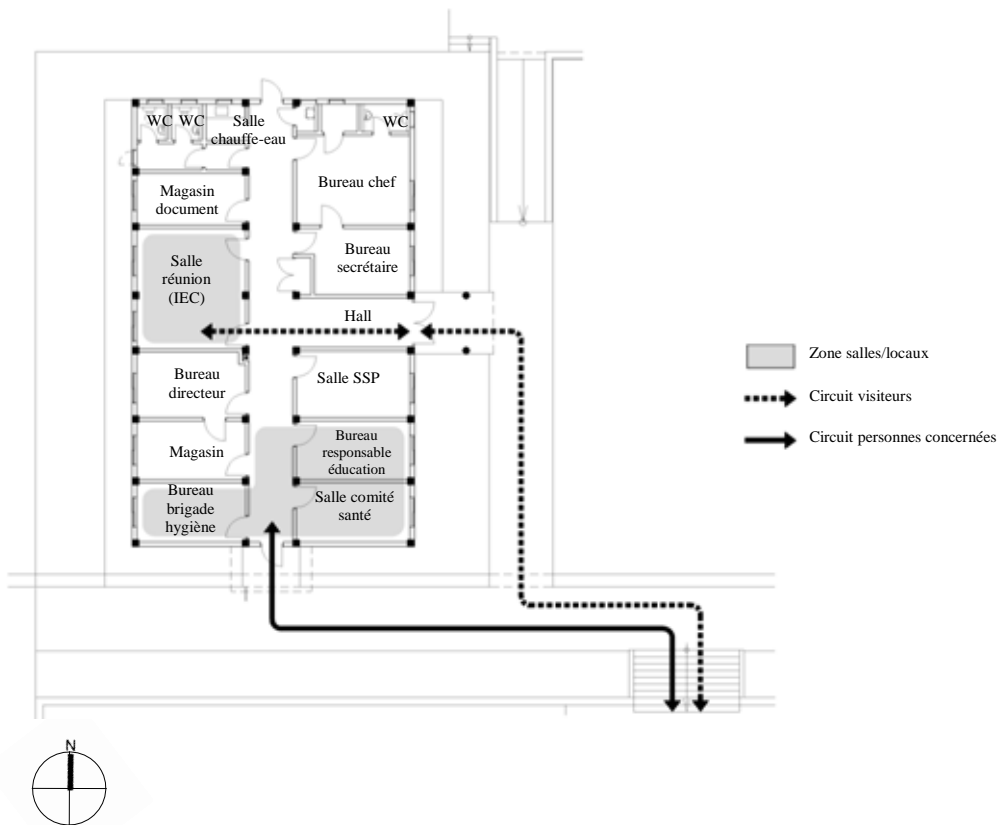 WC
WC
Salle
chauffe-eau
WC
Magasin
document
Bureau chef
Salle
réunion
(IEC)
Bureau
secrétaire
Hall
Bureau
directeur
Salle SSP
Magasin
Bureau
responsable
éducation
Bureau
brigade
hygiène
Salle comité
santé
Zone salles/locaux
Circuit visiteurs
Circuit personnes concernées
N